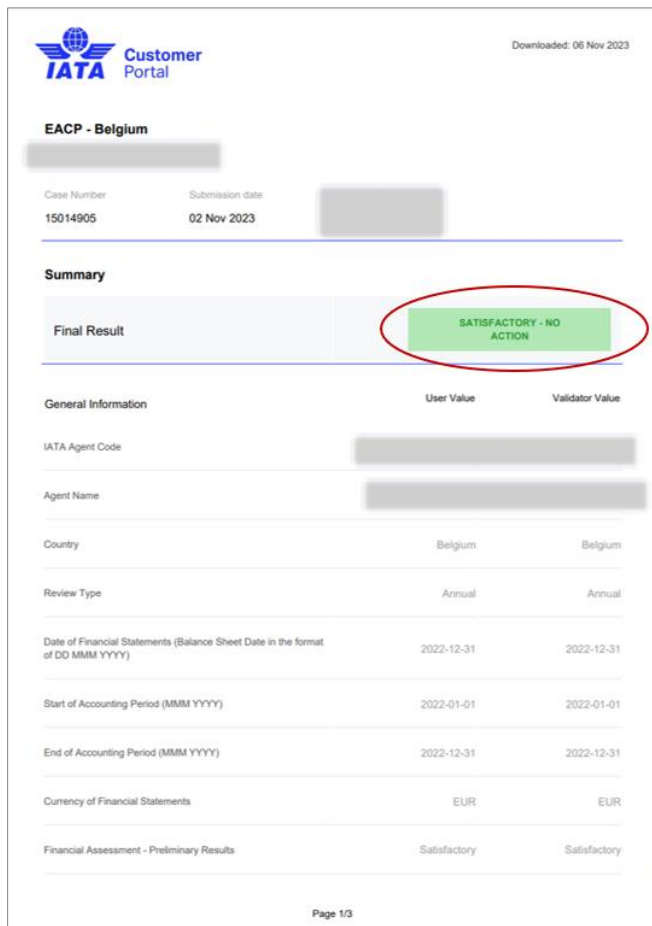 Downloaded: 06 Nov 2023
IATA
Customer
Portal
EACP - Belgium
Case Number Submission date
15014905 02 Nov 2023
Summary
Final Result
SATISFACTORY - NO
ACTION
General Information User Value Validator Value
IATA Agent Code
Agent Name
Country Belgium Belgium
Review Type Annual Annual
Date of Financial Statements (Balance Sheet Date in the format
of DD MMM YYYY) 2022-12-31 2022-12-31
Start of Accounting Period (MMM YYYY) 2022-01-01 2022-01-01
End of Accounting Period (MMM YYYY) 2022-12-31 2022-12-31
Currency of Financial Statements EUR EUR
Financial Assessment - Preliminary Results Satisfactory Satisfactory
Page 1/3